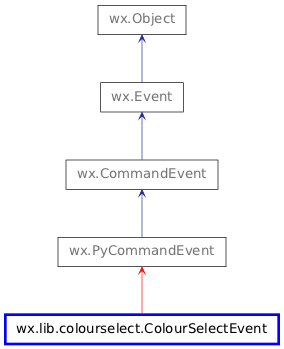 wx.Object
wx.Event
wx.CommandEvent
wx.PyCommandEvent
wx.lib.colourselect.ColourSelectEvent